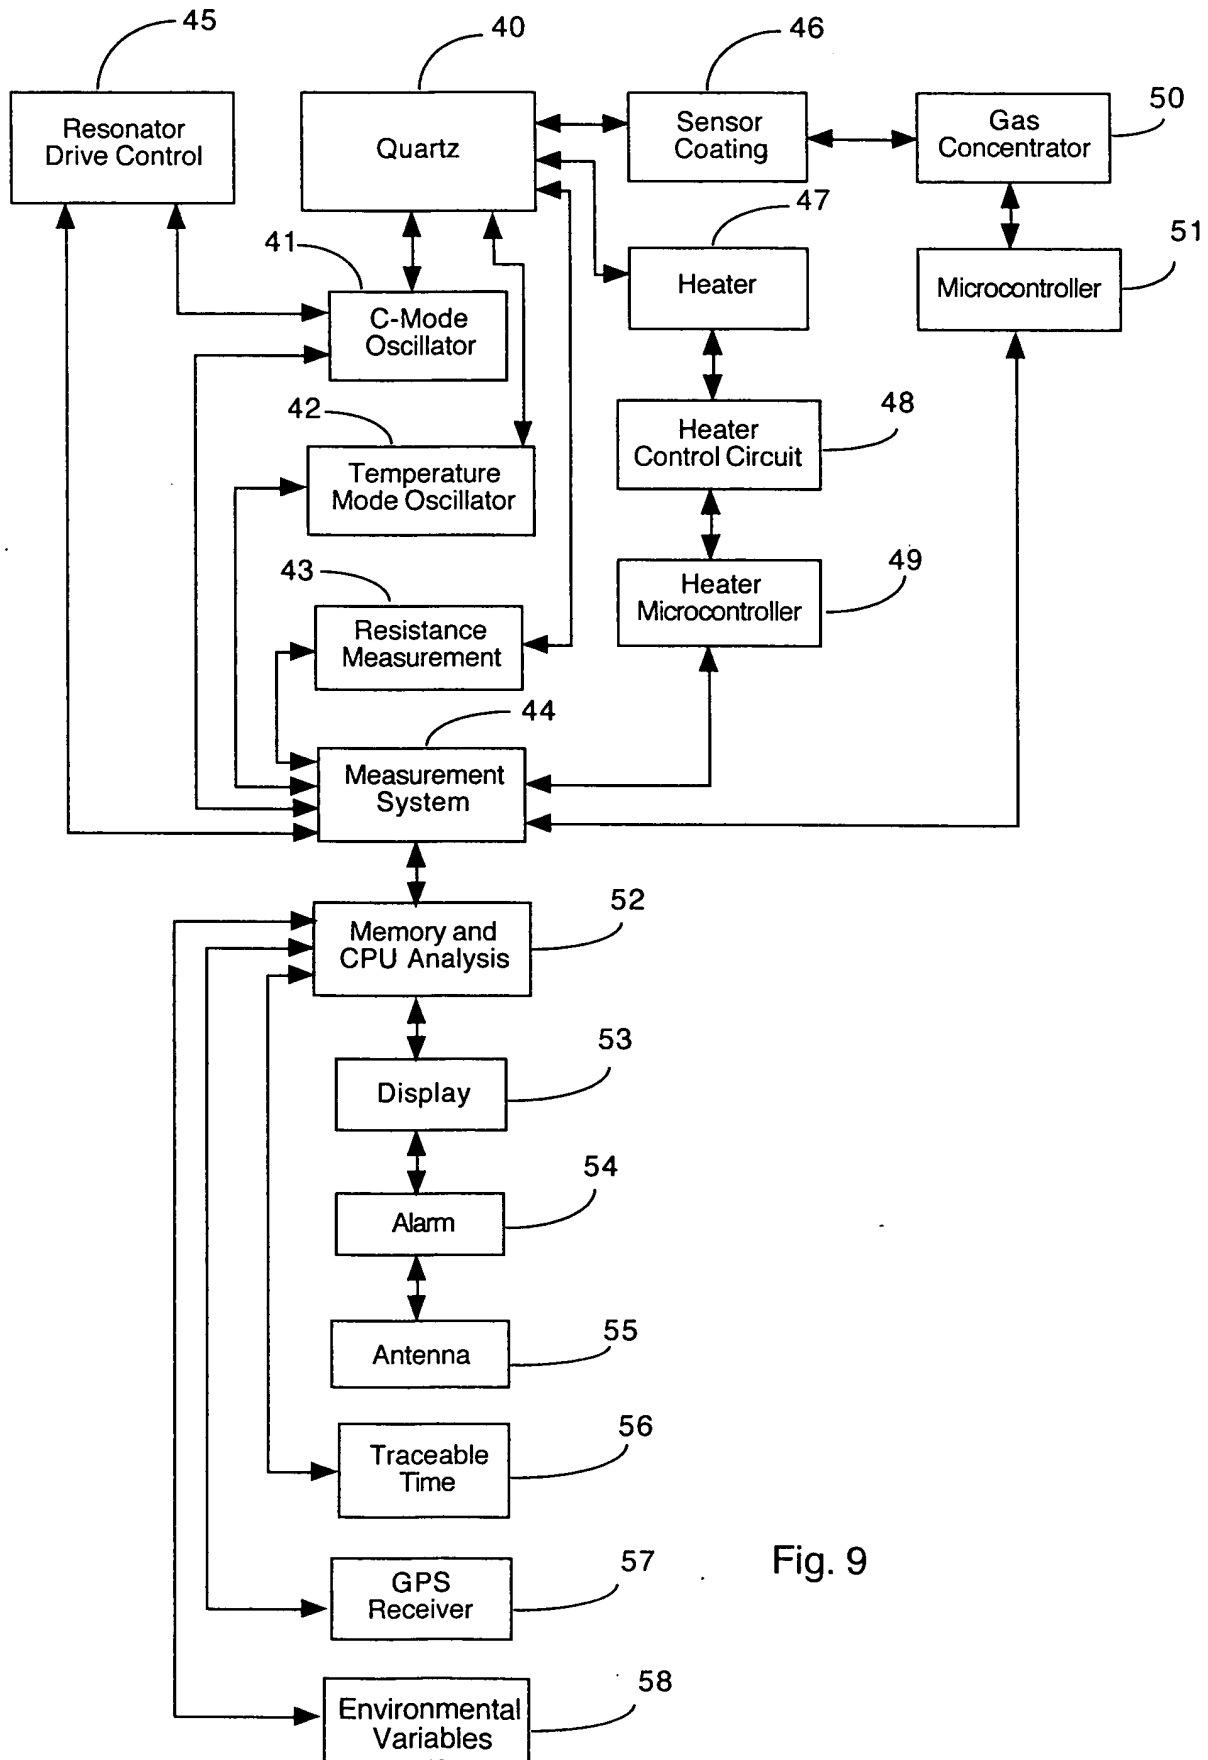 45
40
46
50
Resonator
Drive Control
Quartz
Sensor
Coating
Gas
Concentrator
41
47
51
C-Mode
Oscillator
Heater
Microcontroller
42
48
Temperature
Mode Oscillator
Heater
Control Circuit
43
49
Resistance
Measurement
Heater
Microcontroller
44
Measurement
System
52
Memory and
CPU Analysis
53
Display
54
Alarm
55
Antenna
56
Traceable
Time
57
GPS
Receiver
Fig. 9
58
Environmental
Variables